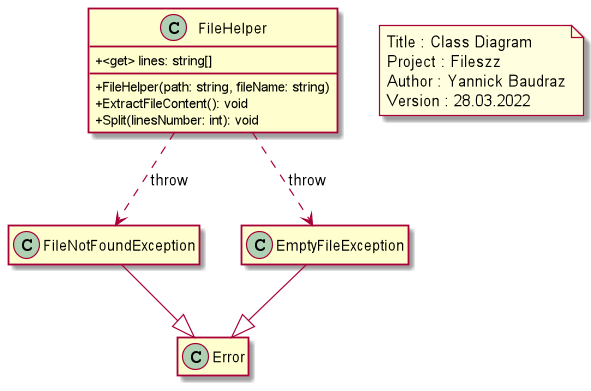 C FileHelper
+<get> lines: string[]
+FileHelper(path: string, fileName: string)
+ExtractFileContent(): void
+Split(linesNumber: int): void
Title : Class Diagram
Project : Fileszz
Author : Yannick Baudraz
Version : 28.03.2022
throw
throw
C FileNotFoundException
C EmptyFileException
C Error